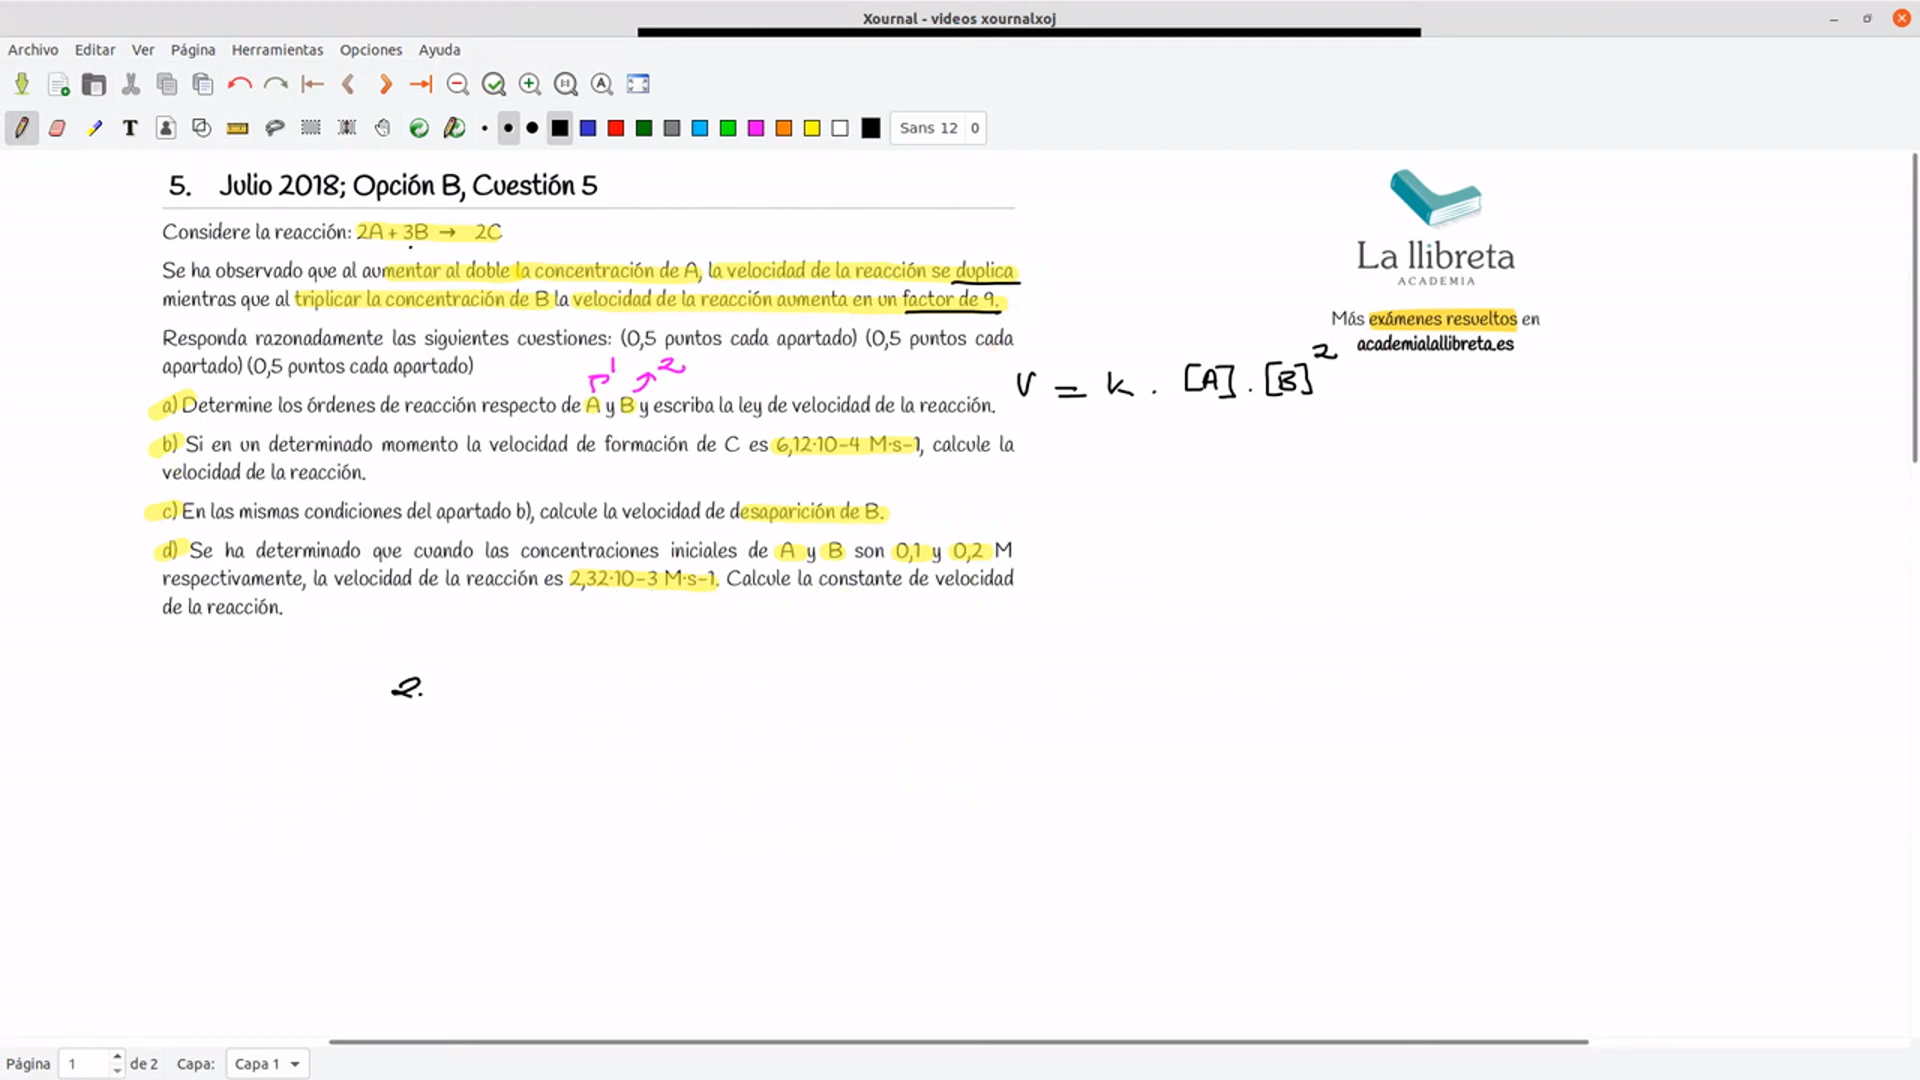 Xournal - videos xournalxoj
Archivo Editar Ver Página Herramientas Opciones Ayuda
Sans 12 0
5. Julio 2018; Opción B, Cuestión 5
Considere la reacción: 2A + 3B → 2C
Se ha observado que al aumentar al doble la concentración de A, la velocidad de la reacción se duplica
mientras que al triplicar la concentración de B la velocidad de la reacción aumenta en un factor de 9.
Responda razonadamente las siguientes cuestiones: (0,5 puntos cada apartado) (0,5 puntos cada
apartado) (0,5 puntos cada apartado)
1 2
a) Determine los órdenes de reacción respecto de A y B y escriba la ley de velocidad de la reacción.
b) Si en un determinado momento la velocidad de formación de C es 6,12·10-4 M·s-1, calcule la
velocidad de la reacción.
c) En las mismas condiciones del apartado b), calcule la velocidad de desaparición de B.
d) Se ha determinado que cuando las concentraciones iniciales de A y B son 0,1 y 0,2 M
respectivamente, la velocidad de la reacción es 2,32·10-3 M·s-1. Calcule la constante de velocidad
de la reacción.
2.
La llibreta
ACADEMIA
Más exámenes resueltos en
academialallibreta.es
v = k . [A] . [B]²
Página 1 de 2 Capa: Capa 1